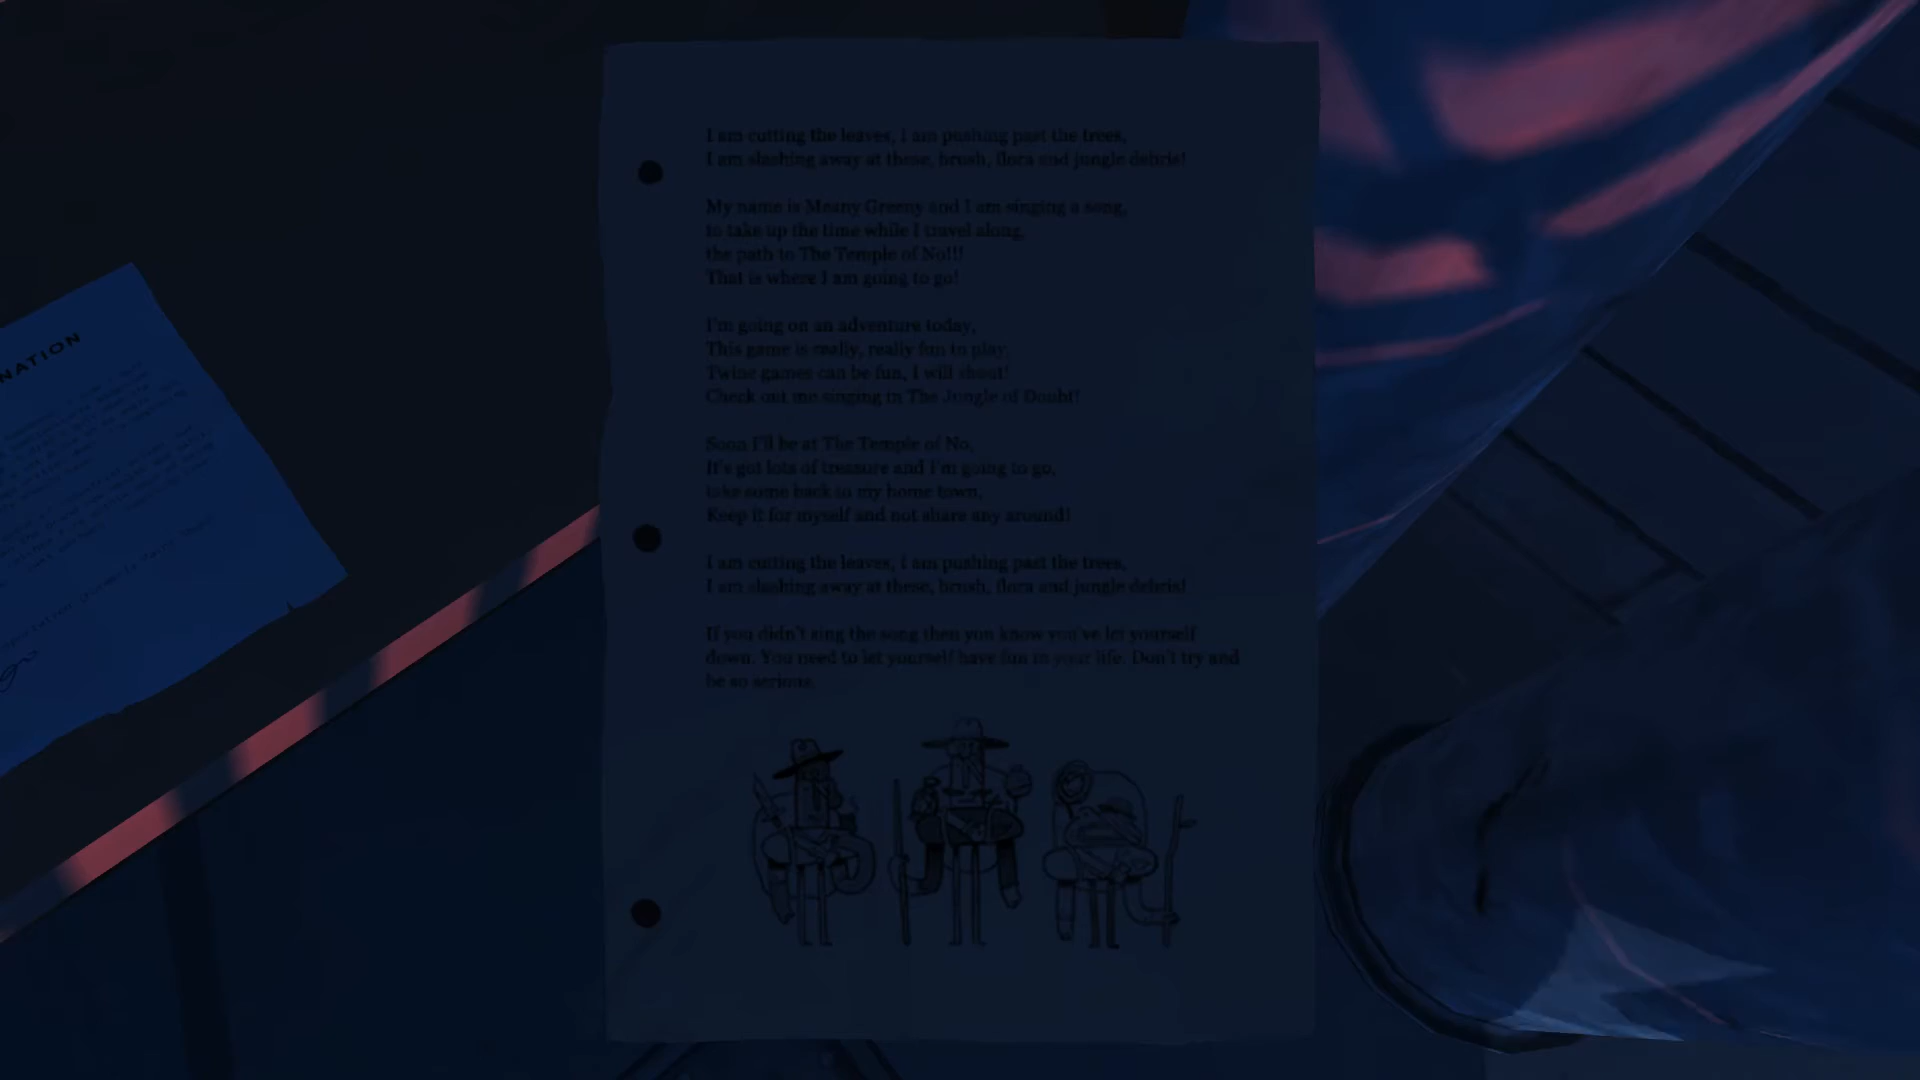 I am cutting the leaves, I am pushing past the trees,
I am slashing away at these, brush, flora and jungle debris!
My name is Meany Greeny and I am singing a song,
to take up the time while I travel along,
the path to The Temple of No!!!
That is where I am going to go!
I'm going on an adventure today,
This game is really, really fun to play,
Twine games can be fun, I will shout!
Check out me singing in The Jungle of Doubt!
Soon I'll be at The Temple of No,
It's got lots of treasure and I'm going to go,
take some back to my home town,
Keep it for myself and not share any around!
I am cutting the leaves, I am pushing past the trees,
I am slashing away at these, brush, flora and jungle debris!
If you didn't sing the song then you know you've let yourself
down. You need to let yourself have fun in your life. Don't try and
be so serious.
NATION